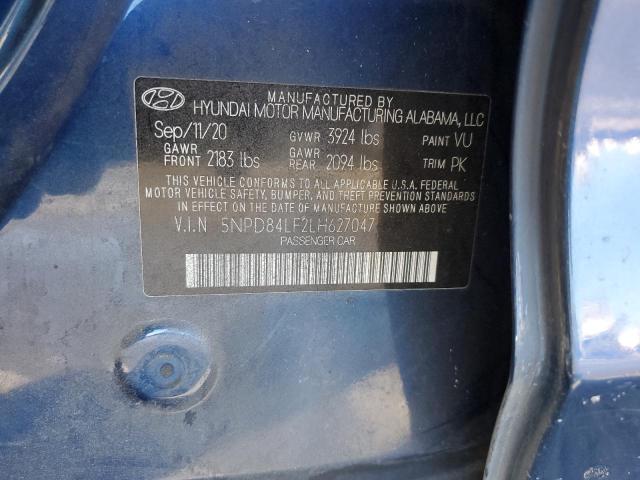 MANUFACTURED BY
HYUNDAI MOTOR MANUFACTURING ALABAMA, LLC
Sep/11/20 GVWR 3924 lbs PAINT VU
GAWR FRONT 2183 lbs GAWR REAR 2094 lbs TRIM PK
THIS VEHICLE CONFORMS TO ALL APPLICABLE U.S.A. FEDERAL
MOTOR VEHICLE SAFETY, BUMPER, AND THEFT PREVENTION STANDARDS
IN EFFECT ON THE DATE OF MANUFACTURE SHOWN ABOVE.
V.I.N 5NPD84LF2LH627047
PASSENGER CAR